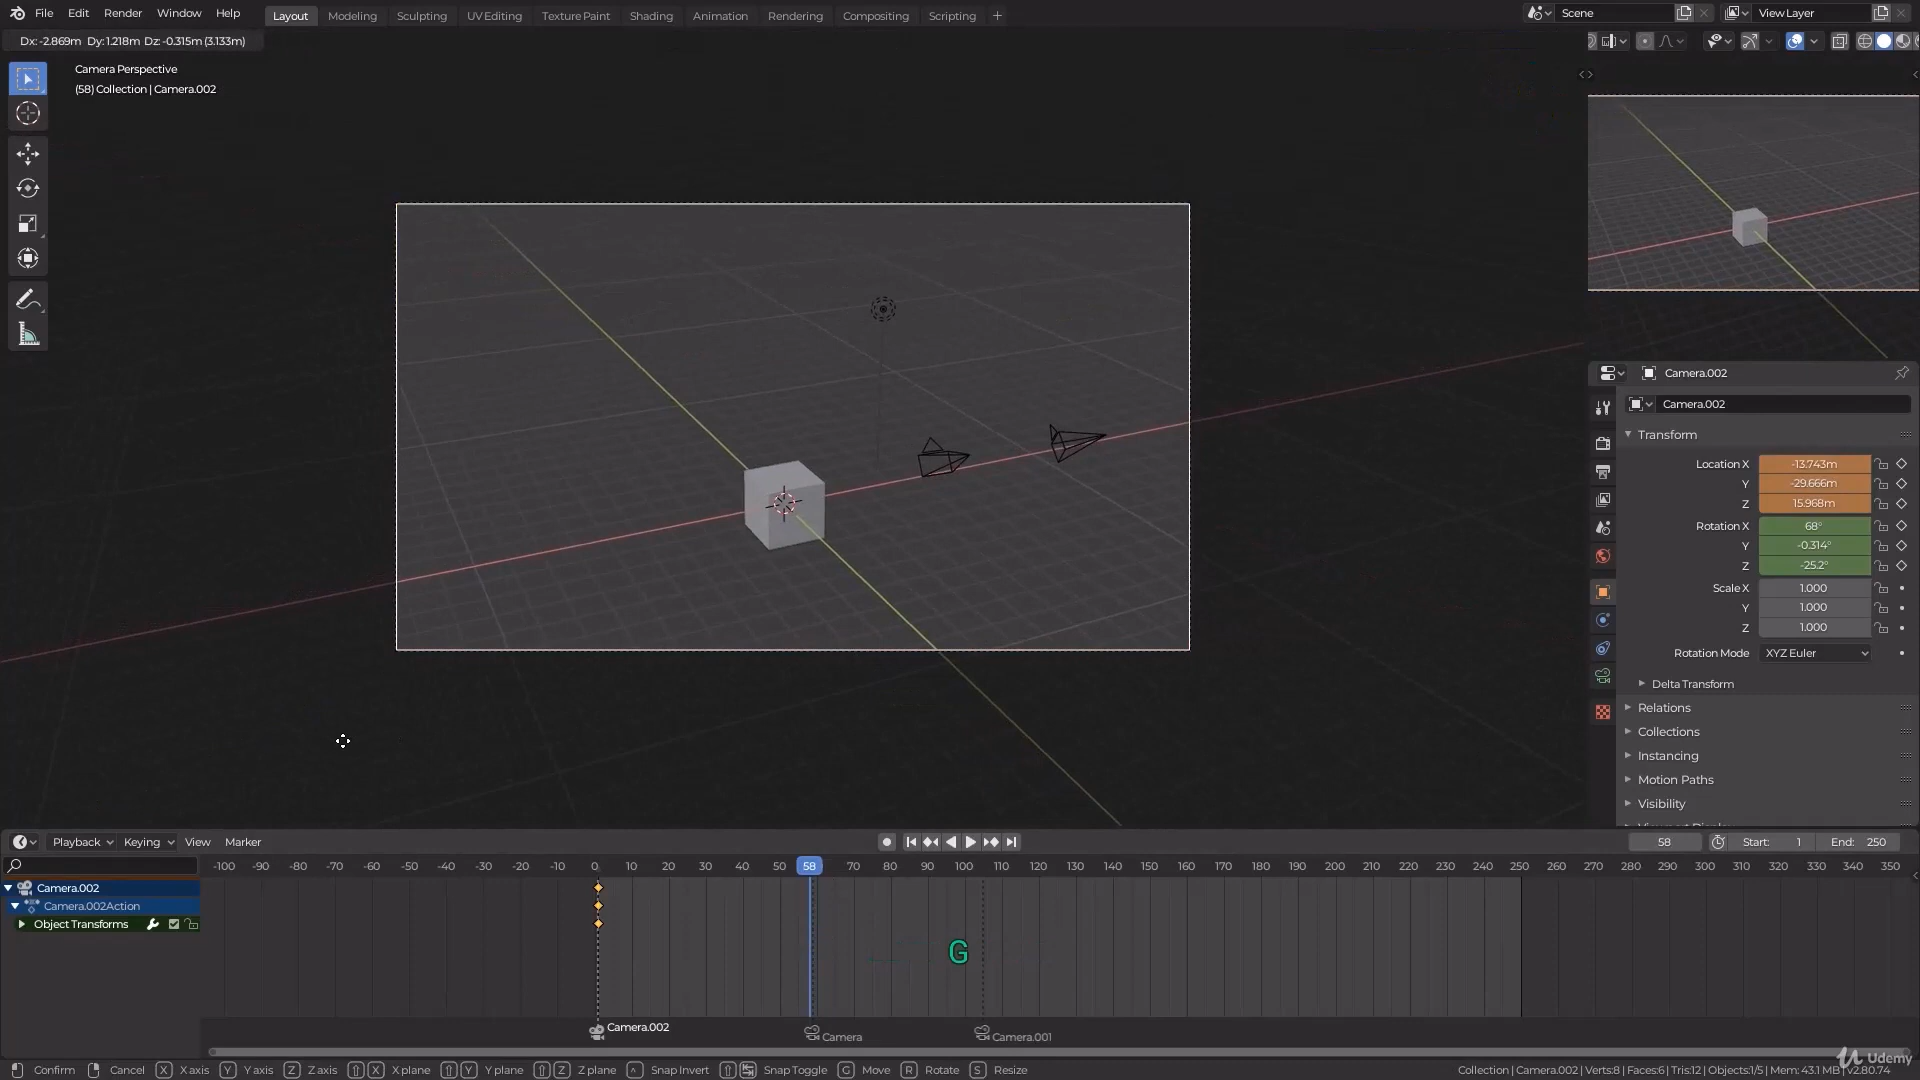 File Edit Render Window Help Layout Modeling Sculpting UV Editing Texture Paint Shading Animation Rendering Compositing Scripting + Scene View Layer
Dx: -2.869m Dy: 1.218m Dz: -0.315m (3.133m)
Camera Perspective
(58) Collection | Camera.002
Camera.002
Camera.002
Transform
Location X -13.743m
Y -29.666m
Z 15.968m
Rotation X 68°
Y -0.314°
Z -25.2°
Scale X 1.000
Y 1.000
Z 1.000
Rotation Mode XYZ Euler
Delta Transform
Relations
Collections
Instancing
Motion Paths
Visibility
Playback Keying View Marker 58 Start: 1 End: 250
-100 -90 -80 -70 -60 -50 -40 -30 -20 -10 0 10 20 30 40 50 58 70 80 90 100 110 120 130 140 150 160 170 180 190 200 210 220 230 240 250 260 270 280 290 300 310 320 330 340 350
Camera.002
Camera.002Action
Object Transforms
G
Camera.002 Camera Camera.001
Udemy
Confirm Cancel X X axis Y Y axis Z Z axis X X plane Y Y plane Z Z plane Snap Invert Snap Toggle G Move R Rotate S Resize Collection | Camera.002 | Verts:8 | Faces:6 | Tris:12 | Objects:1/5 | Mem: 43.1 MB | v2.80.74